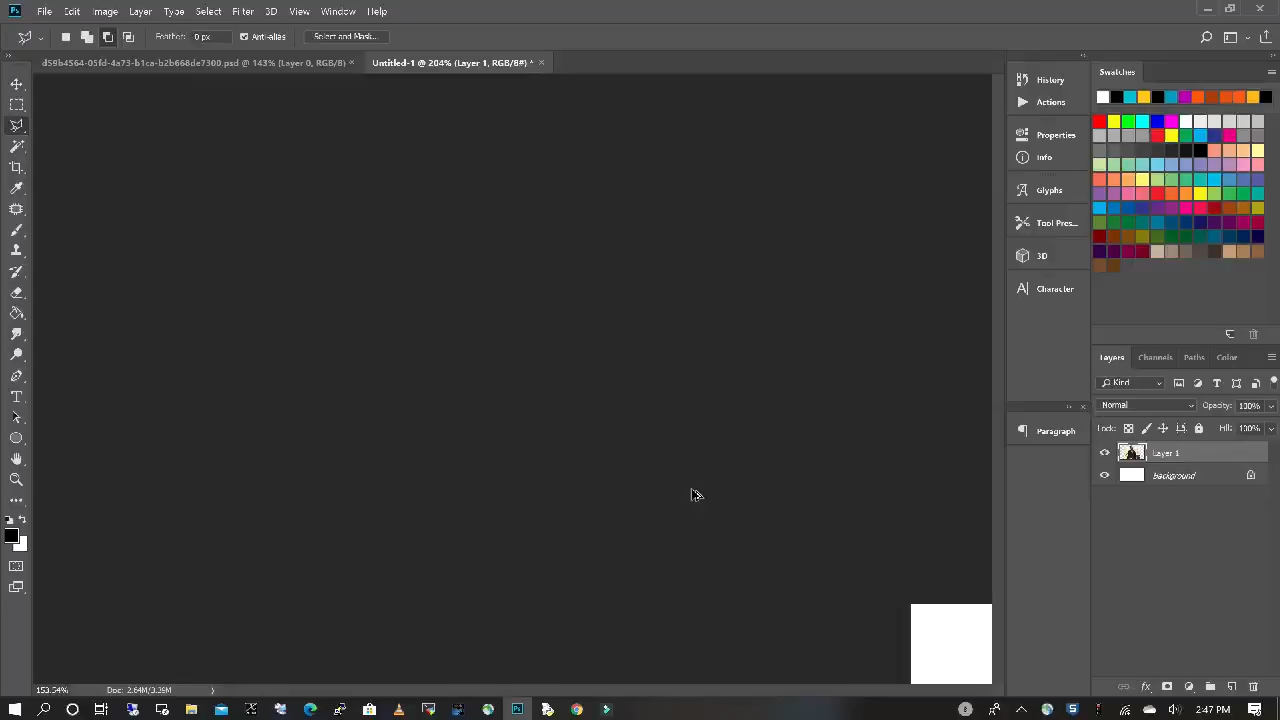 Ps File Edit Image Layer Type Select Filter 3D View Window Help
Feather: 0 px Anti-alias Select and Mask...
d59b4564-05fd-4a73-b1ca-b2b668de7300.psd @ 143% (Layer 0, RGB/8) × Untitled-1 @ 204% (Layer 1, RGB/8#) * ×
History
Actions
Properties
Info
Glyphs
Tool Pres...
3D
Character
Paragraph
Swatches
Layers Channels Paths Color
Kind
Normal Opacity: 100%
Lock: Fill: 100%
Layer 1
Background
153.54% Doc: 2.64M/3.39M
2:47 PM